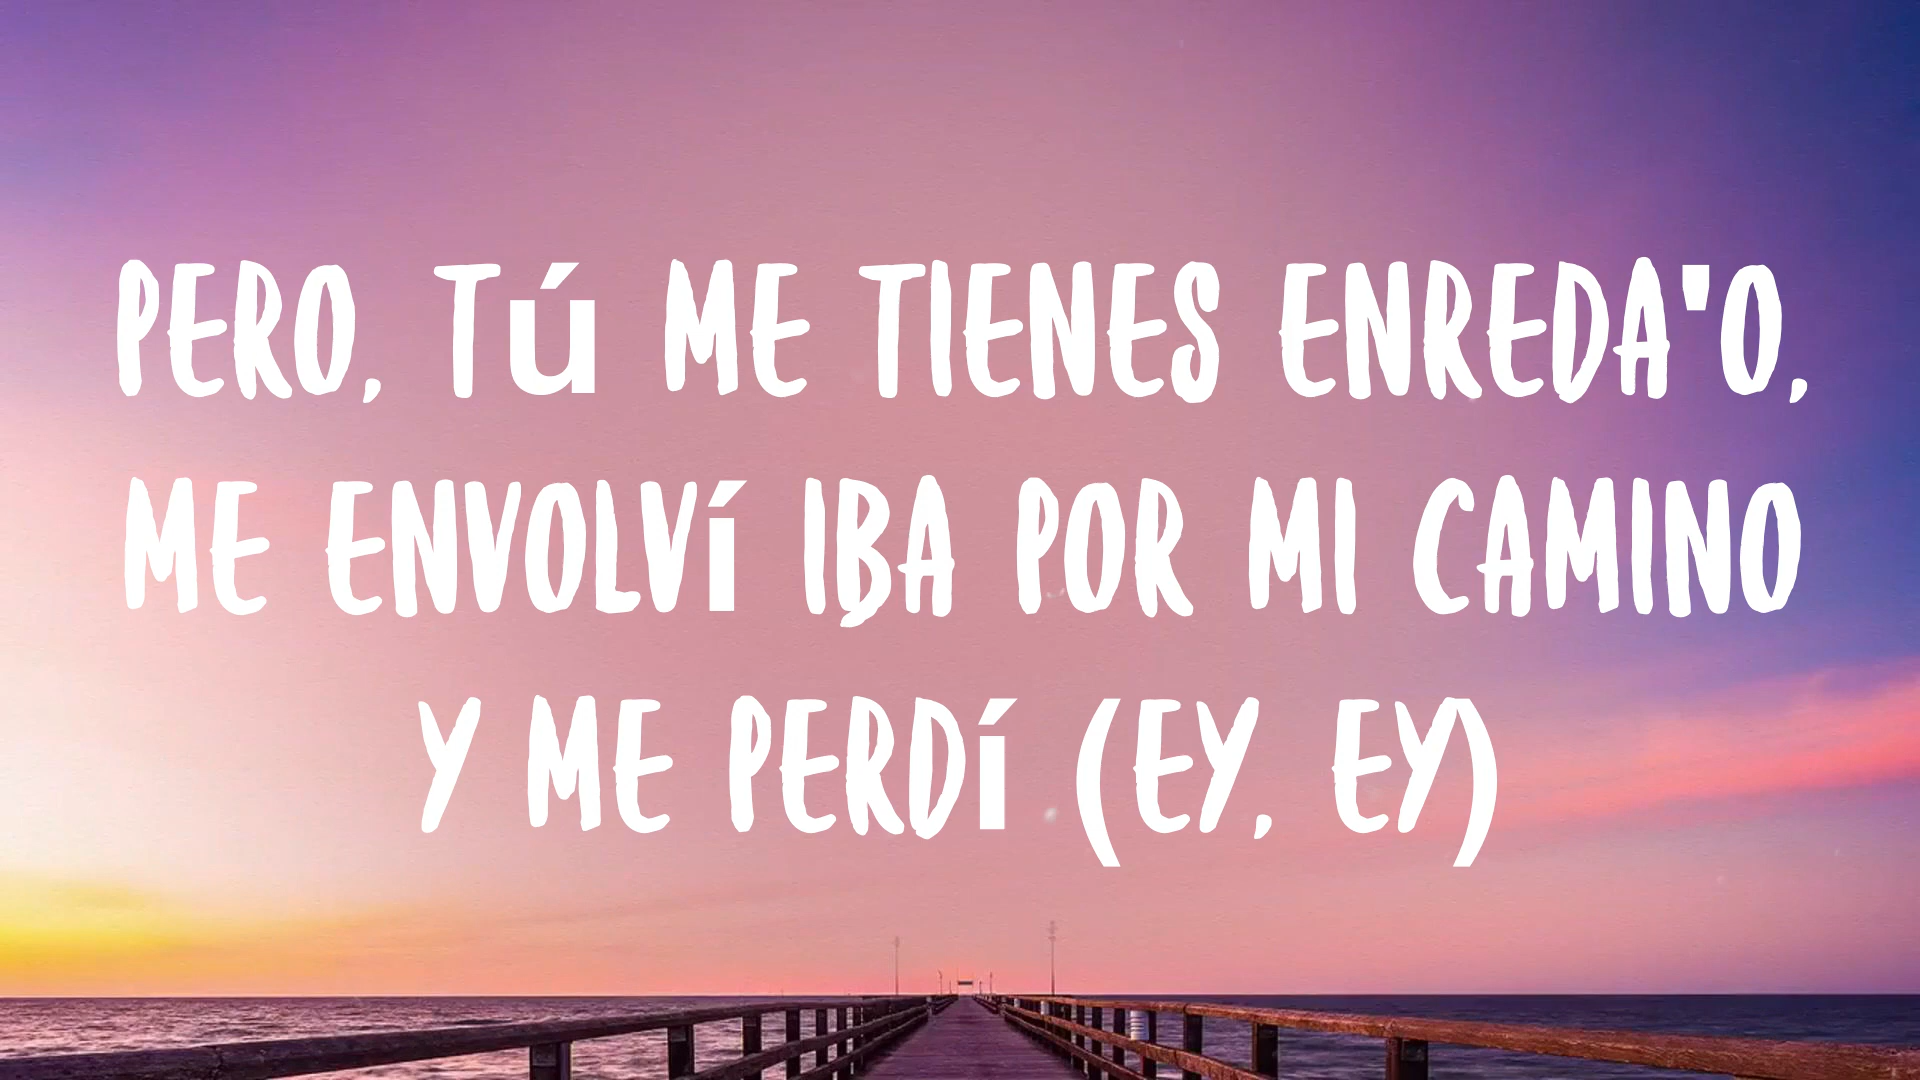 PERO, Tú ME TIENES ENREDA'O,
ME ENVOLVí IBA POR MI CAMINO
Y ME PERDí (EY, EY)